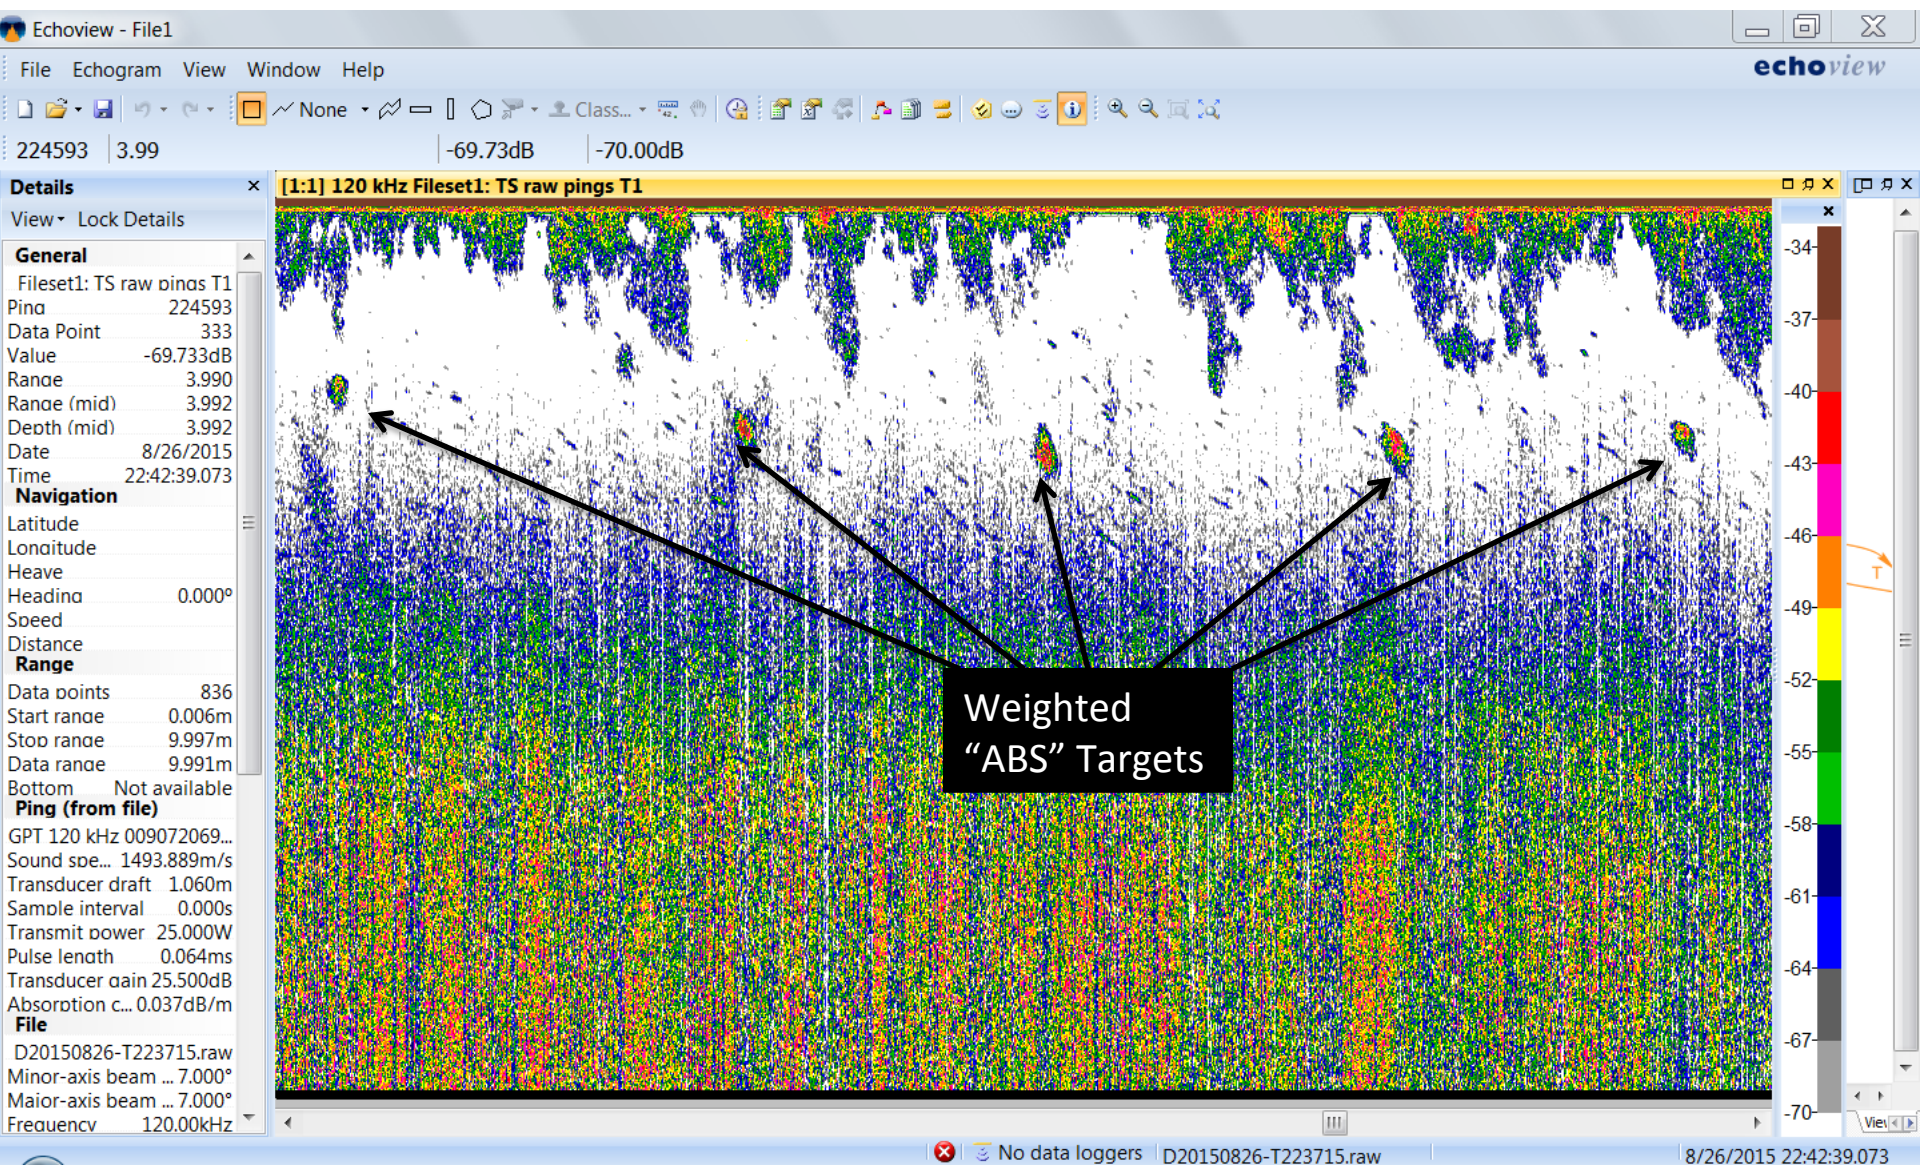 Echoview - File1
File Echogram View Window Help
echoview
None Class...
224593 3.99 -69.73dB -70.00dB
Details
View Lock Details
General
Fileset1: TS raw pings T1
Ping 224593
Data Point 333
Value -69.733dB
Range 3.990
Range (mid) 3.992
Depth (mid) 3.992
Date 8/26/2015
Time 22:42:39.073
Navigation
Latitude
Longitude
Heave
Heading 0.000º
Speed
Distance
Range
Data points 836
Start range 0.006m
Stop range 9.997m
Data range 9.991m
Bottom Not available
Ping (from file)
GPT 120 kHz 009072069...
Sound spe... 1493.889m/s
Transducer draft 1.060m
Sample interval 0.000s
Transmit power 25.000W
Pulse length 0.064ms
Transducer gain 25.500dB
Absorption c... 0.037dB/m
File
D20150826-T223715.raw
Minor-axis beam ... 7.000°
Major-axis beam ... 7.000°
Frequency 120.00kHz
[1:1] 120 kHz Fileset1: TS raw pings T1
Weighted
“ABS” Targets
-34
-37
-40
-43
-46
-49
-52
-55
-58
-61
-64
-67
-70
T
Viev
No data loggers D20150826-T223715.raw 8/26/2015 22:42:39.073